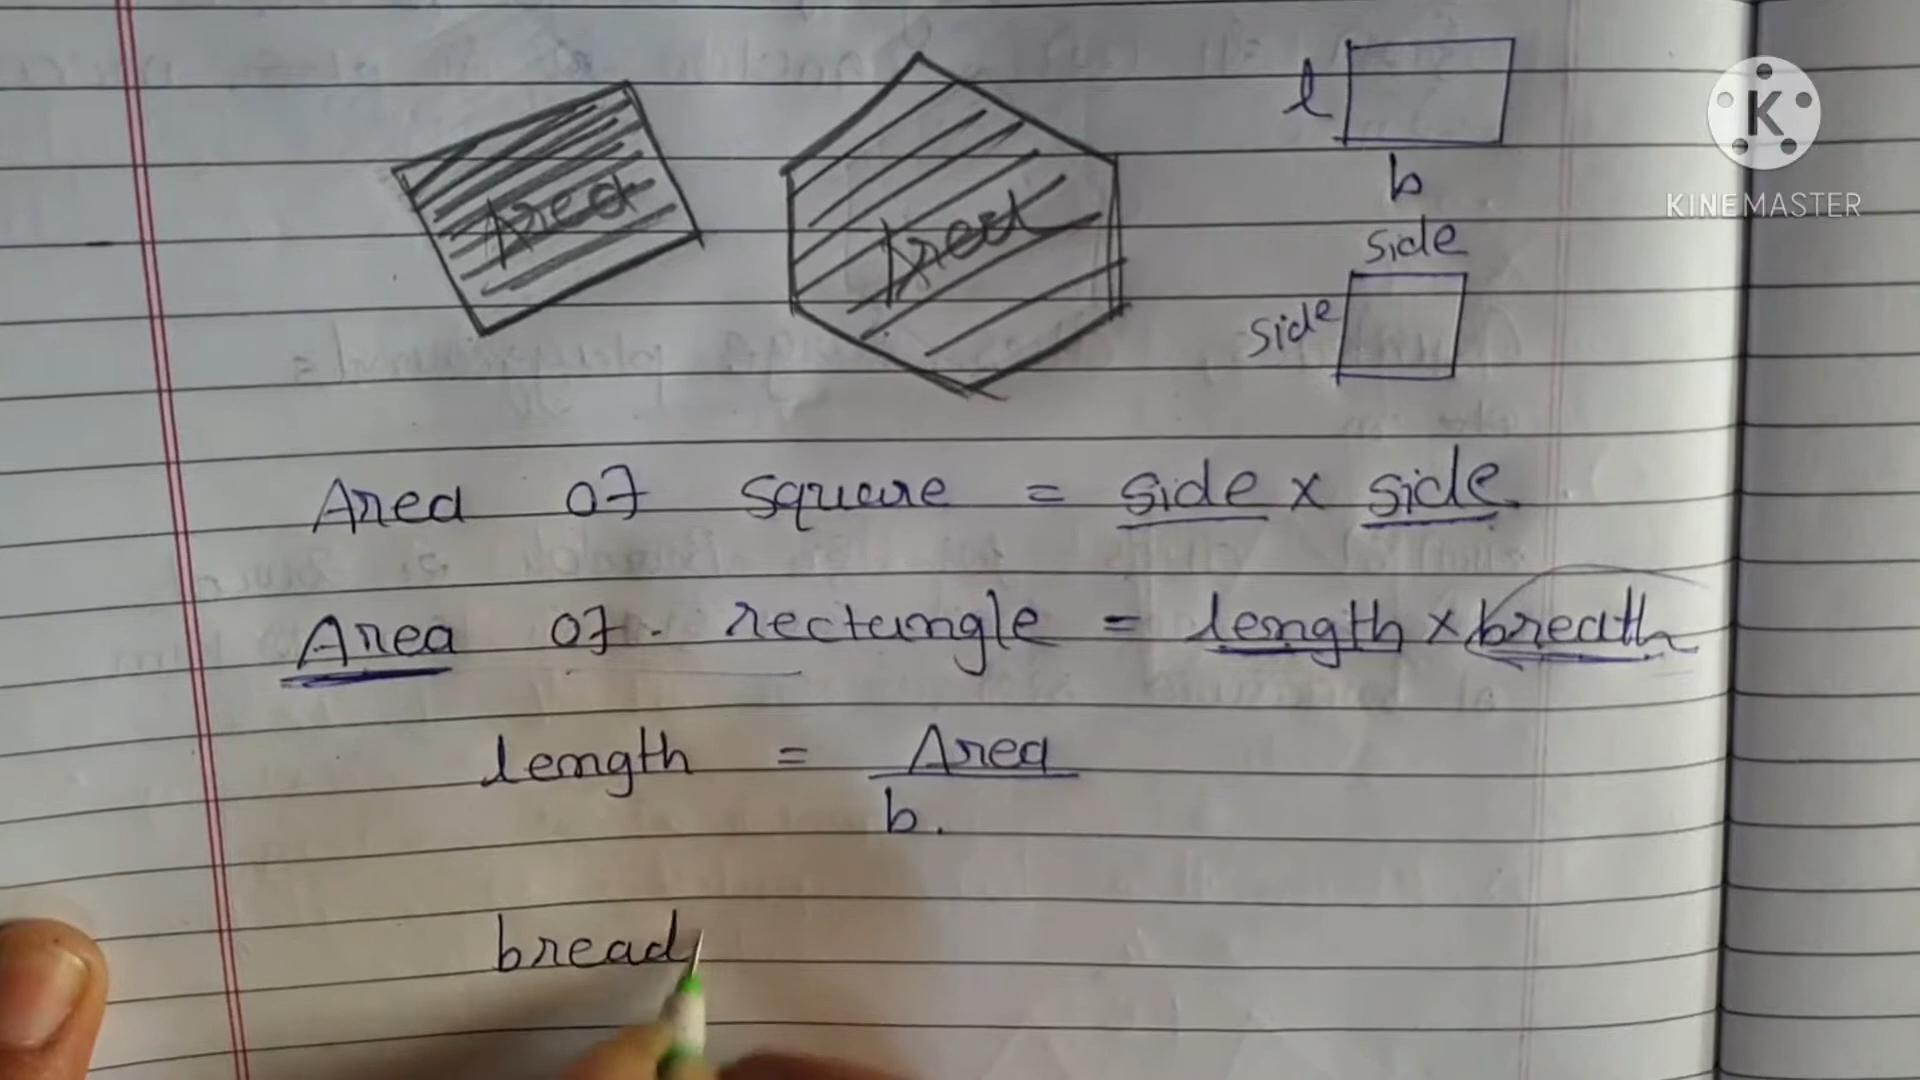 Area
Area
l
b
KINEMASTER
side
side
Area of square = side x side
Area of rectangle = length x breath
length = Area
b.
bread